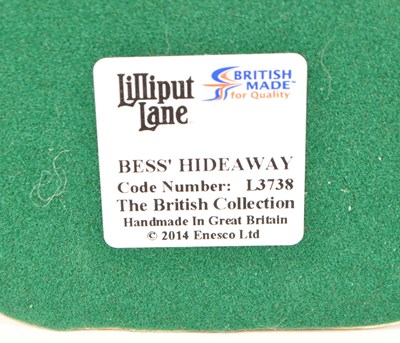 Lilliput
Lane
BRITISH
MADE™
for Quality
BESS' HIDEAWAY
Code Number: L3738
The British Collection
Handmade In Great Britain
© 2014 Enesco Ltd